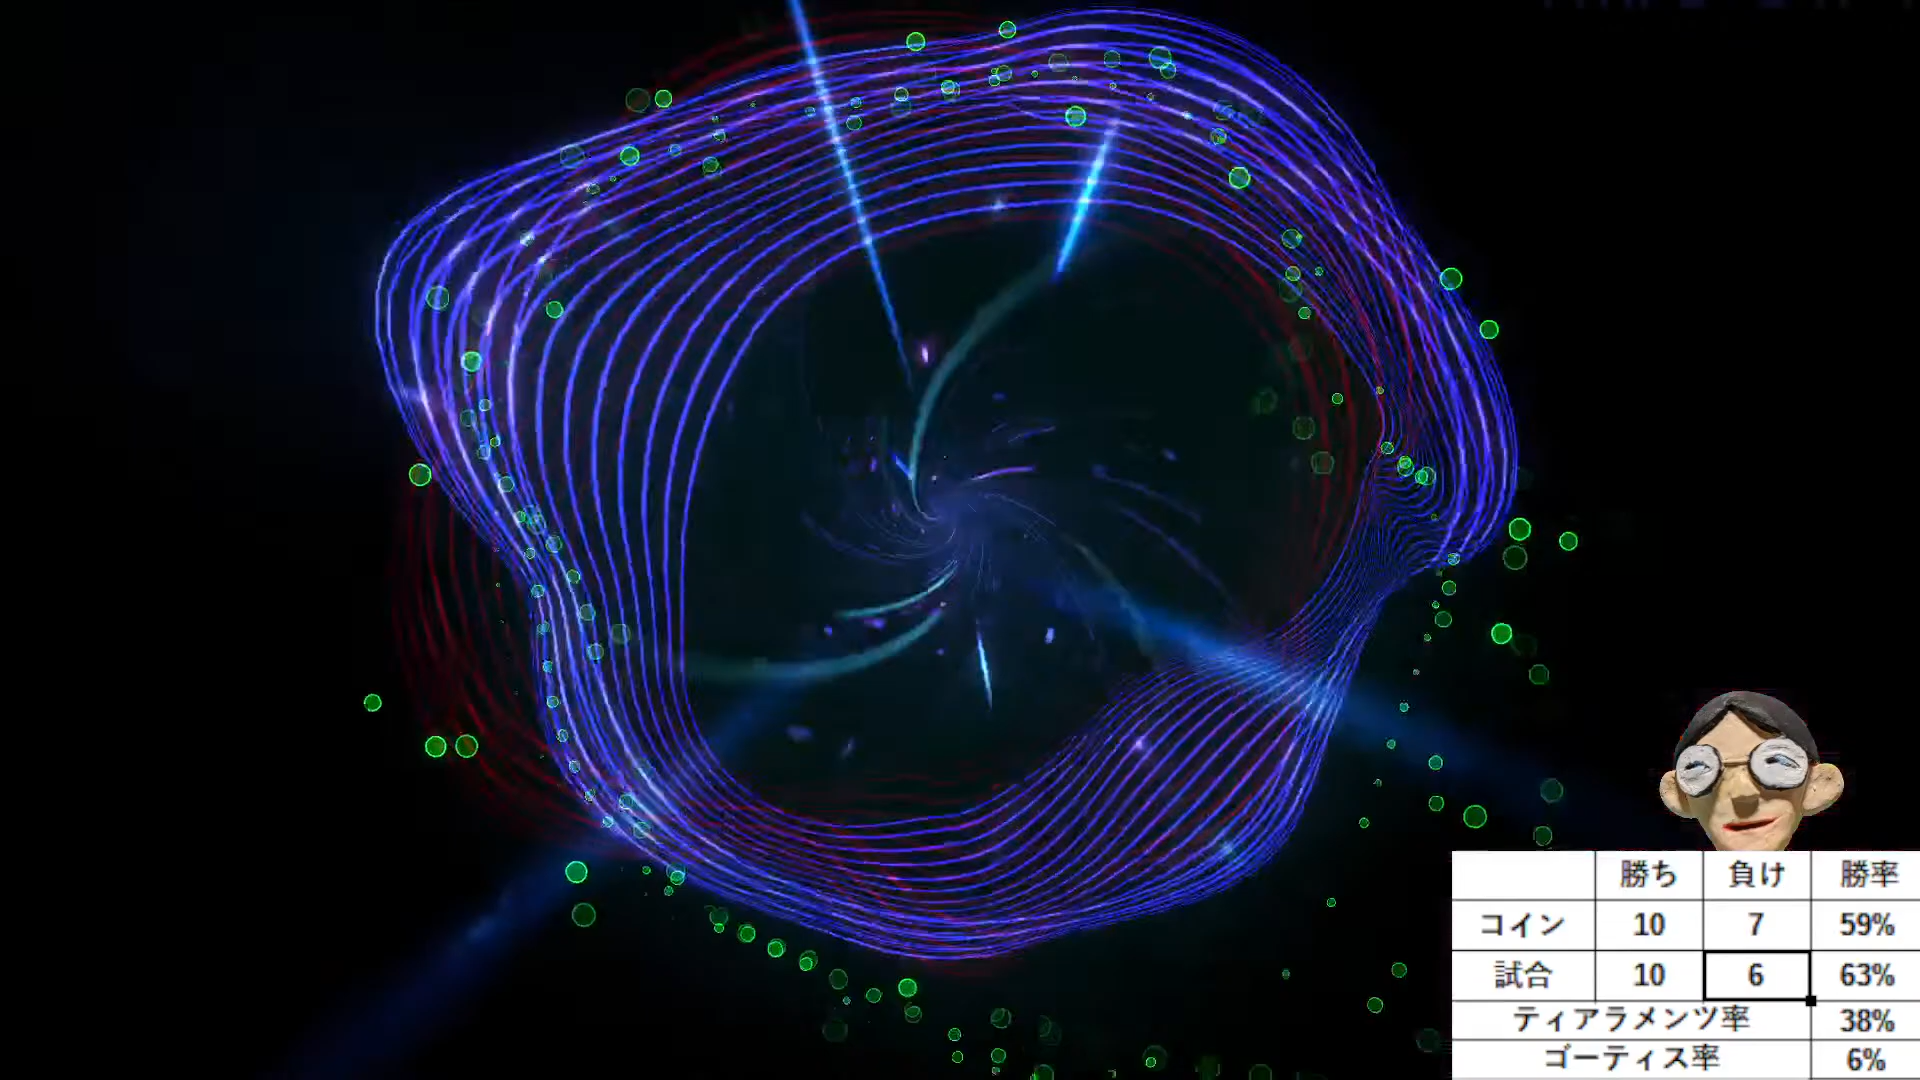 勝ち 負け 勝率
コイン 10 7 59%
試合 10 6 63%
ティアラメンツ率 38%
ゴーティス率 6%